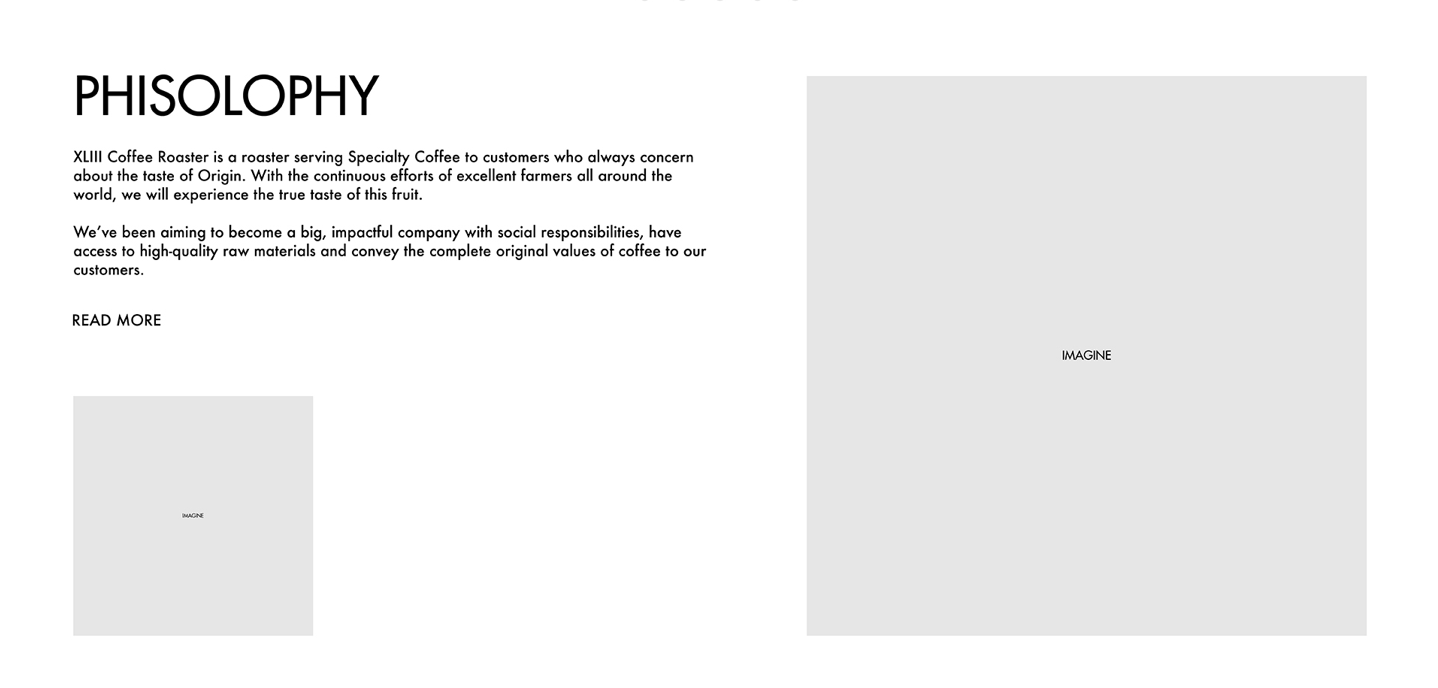 PHISOLOPHY
XLIII Coffee Roaster is a roaster serving Specialty Coffee to customers who always concern
about the taste of Origin. With the continuous efforts of excellent farmers all around the
world, we will experience the true taste of this fruit.
We’ve been aiming to become a big, impactful company with social responsibilities, have
access to high-quality raw materials and convey the complete original values of coffee to our
customers.
READ MORE
IMAGINE
IMAGINE